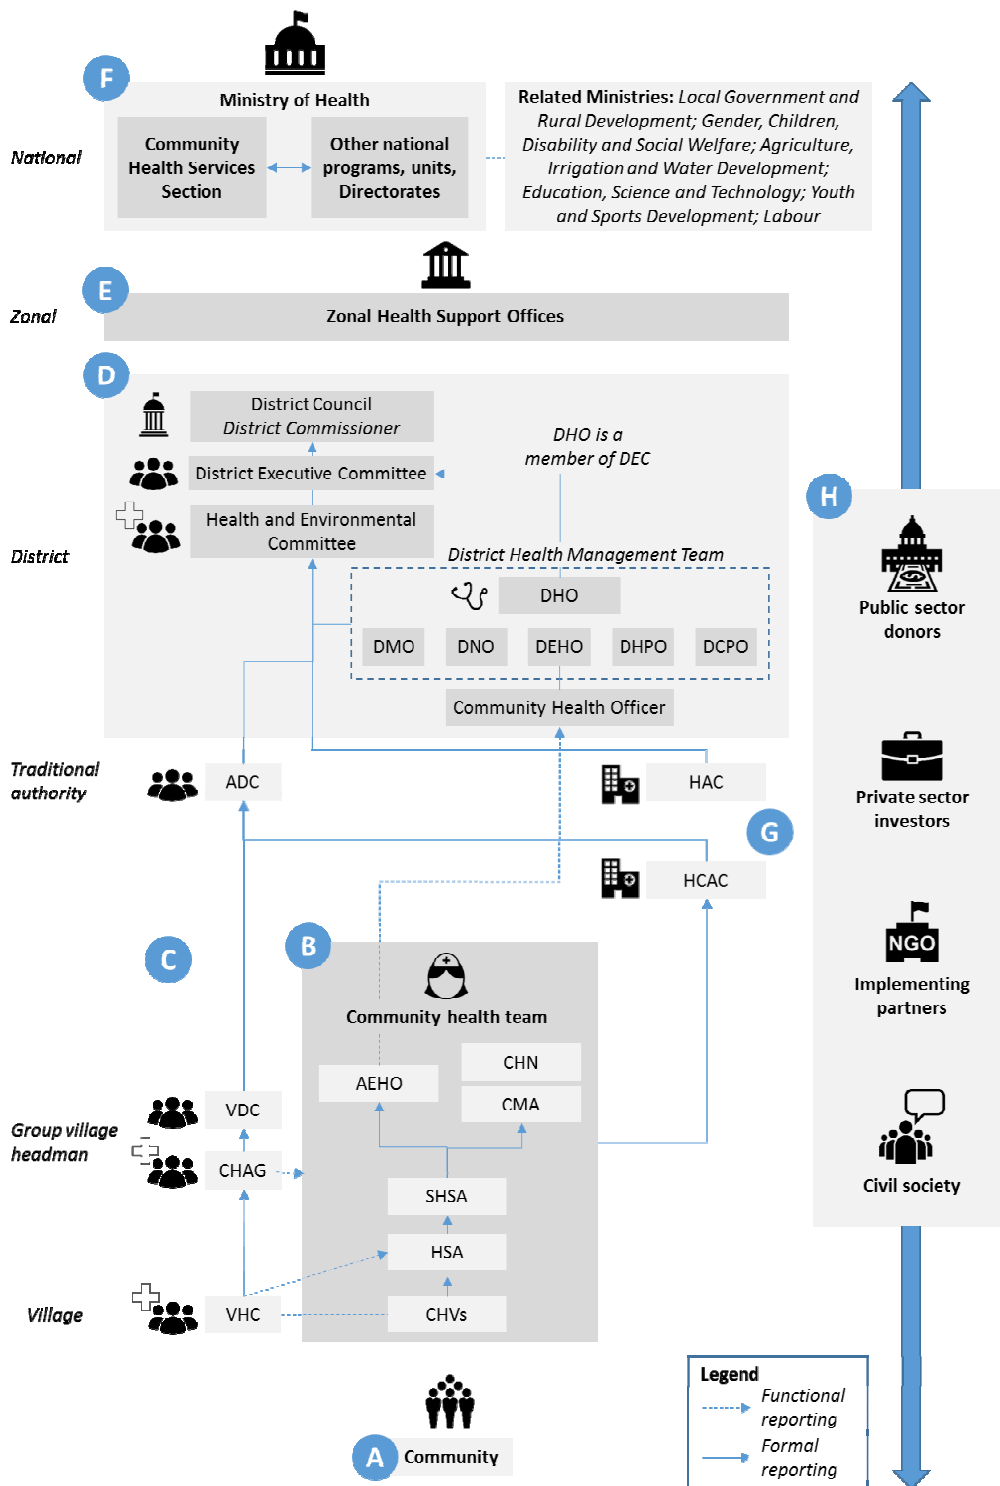 F
Ministry of Health
Community
Health Services
Section
Other national
programs, units,
Directorates
Related Ministries: Local Government and
Rural Development; Gender, Children,
Disability and Social Welfare; Agriculture,
Irrigation and Water Development;
Education, Science and Technology; Youth
and Sports Development; Labour
National
E
Zonal
Zonal Health Support Offices
D
District Council
District Commissioner
District Executive Committee
Health and Environmental
Committee
DHO is a
member of DEC
District
District Health Management Team
DHO
DMO
DNO
DEHO
DHPO
DCPO
Community Health Officer
H
Public sector
donors
Private sector
investors
NGO
Implementing
partners
Civil society
Traditional
authority
ADC
HAC
G
HCAC
C
B
Community health team
AEHO
CHN
CMA
Group village
headman
VDC
CHAG
SHSA
HSA
Village
VHC
CHVs
A
Community
Legend
Functional
reporting
Formal
reporting